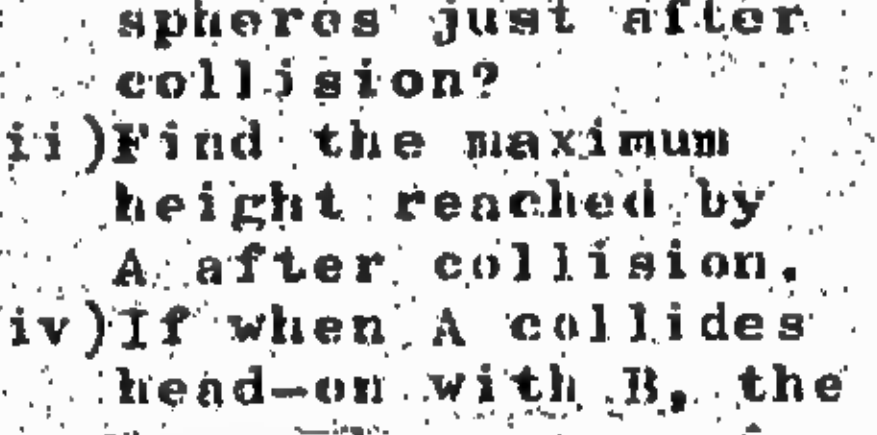 spheres just after
collision?
ii)Find the maximum
height reached by
A after collision.
iv)If when A collides
head-on with B, the